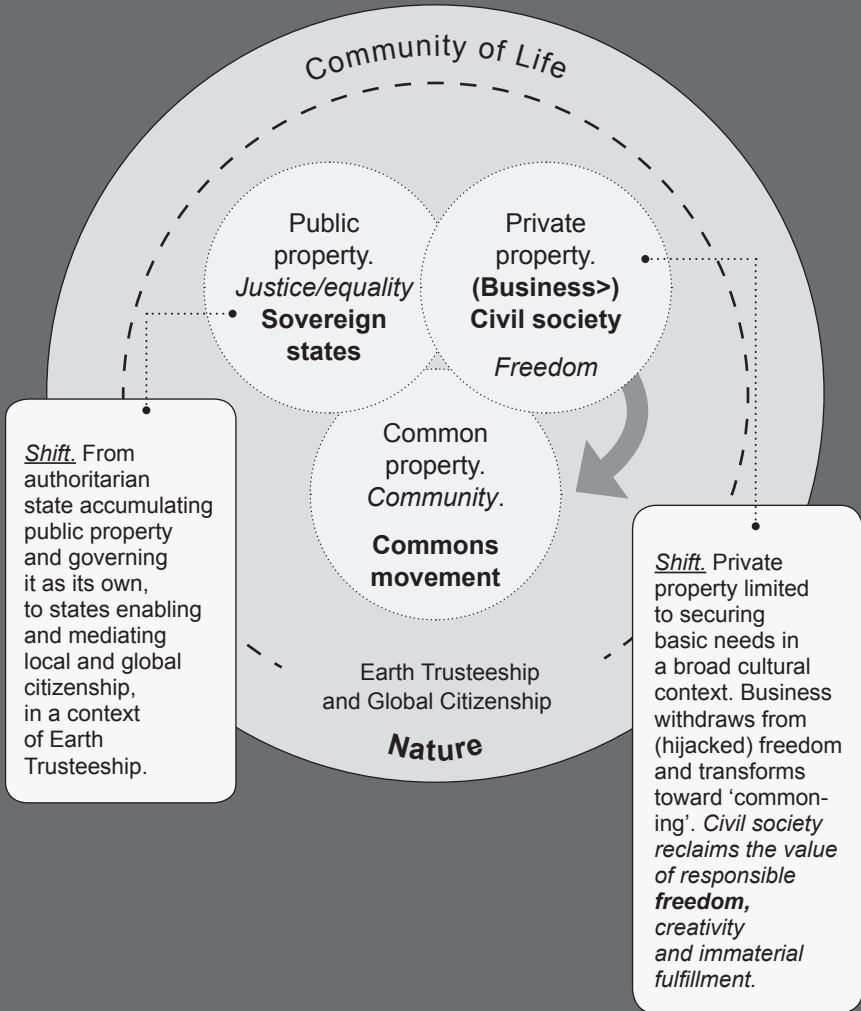 Community of Life
Public
property.
Justice/equality
Sovereign
states
Private
property.
(Business>)
Civil society
Freedom
Common
property.
Community.
Commons
movement
Shift. From
authoritarian
state accumulating
public property
and governing
it as its own,
to states enabling
and mediating
local and global
citizenship,
in a context
of Earth
Trusteeship.
Shift. Private
property limited
to securing
basic needs in
a broad cultural
context. Business
withdraws from
(hijacked) freedom
and transforms
toward ‘common-
ing’. Civil society
reclaims the value
of responsible
freedom,
creativity
and immaterial
fulfillment.
Earth Trusteeship
and Global Citizenship
Nature